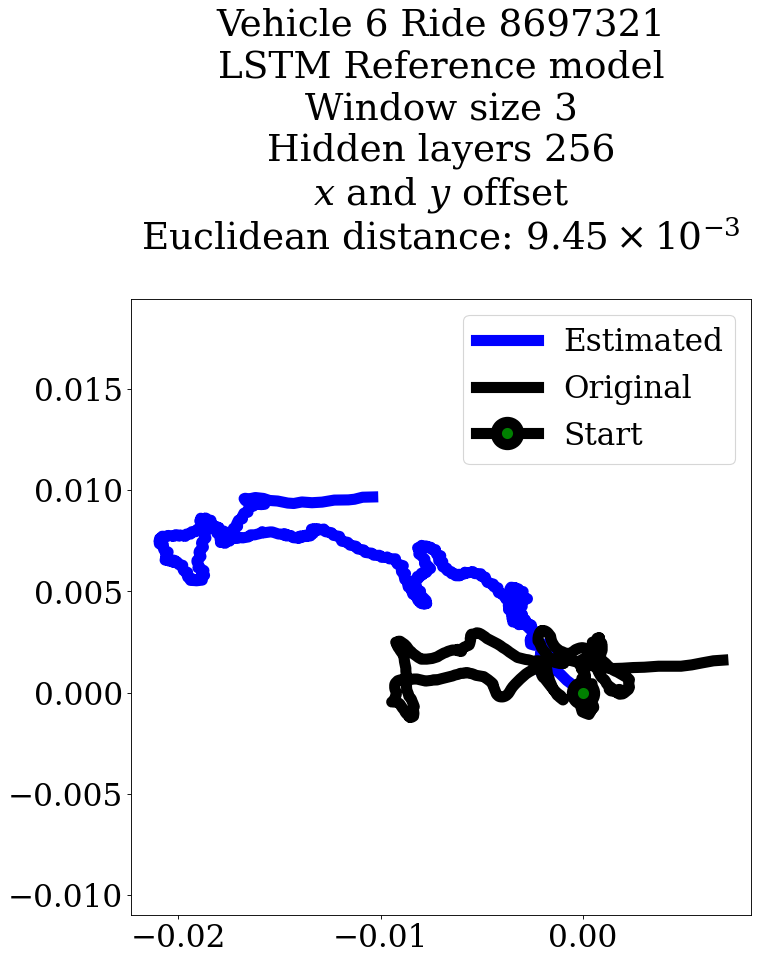 Vehicle 6 Ride 8697321
LSTM Reference model
Window size 3
Hidden layers 256
x and y offset
Euclidean distance: 9.45 × 10⁻³
Estimated
Original
Start
0.015
0.010
0.005
0.000
−0.005
−0.010
−0.02
−0.01
0.00